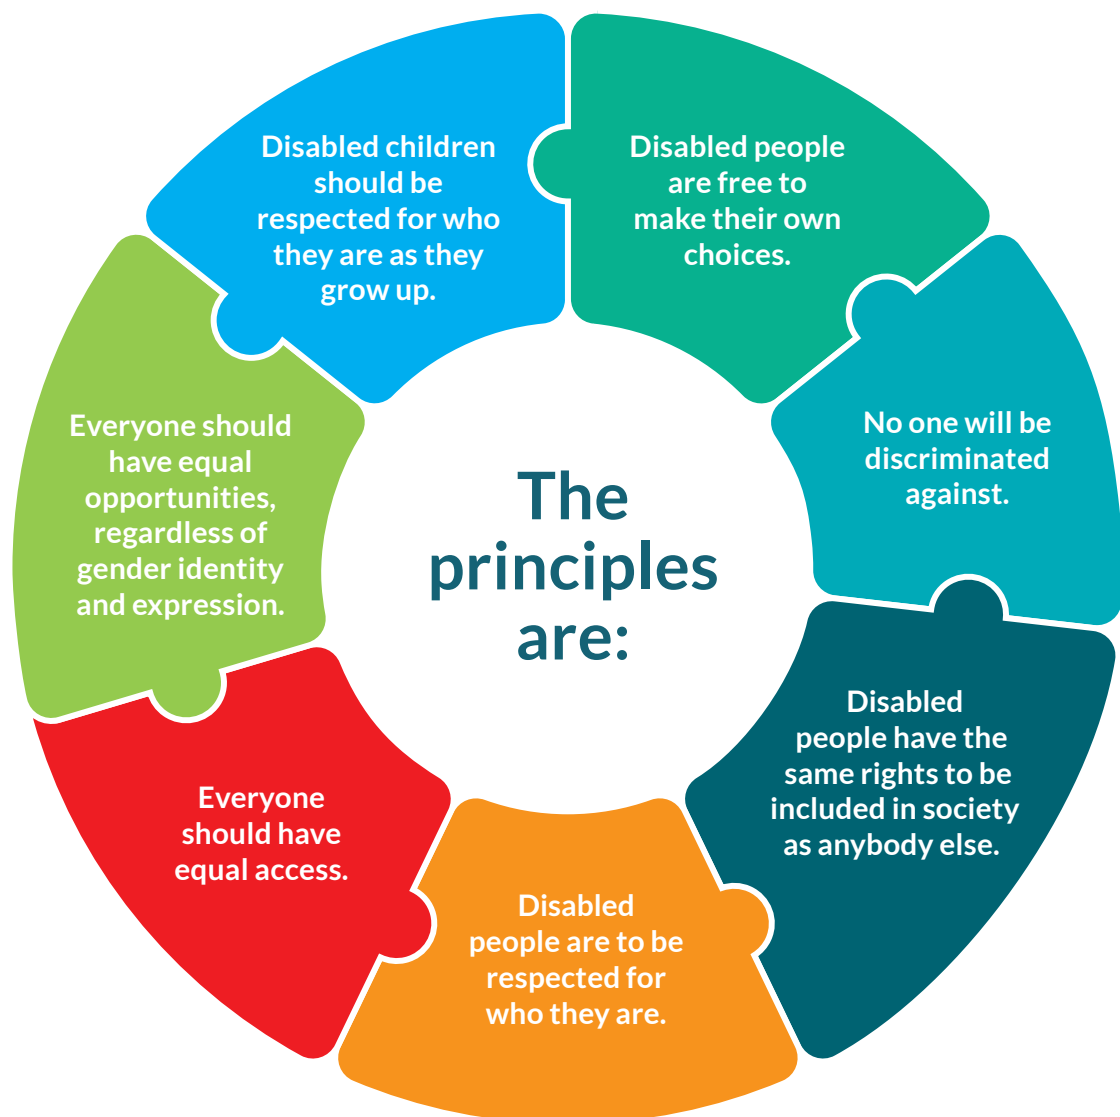 The
principles
are:
Disabled people
are free to
make their own
choices.
No one will be
discriminated
against.
Disabled
people have the
same rights to be
included in society
as anybody else.
Disabled
people are to be
respected for
who they are.
Everyone
should have
equal access.
Everyone should
have equal
opportunities,
regardless of
gender identity
and expression.
Disabled children
should be
respected for who
they are as they
grow up.